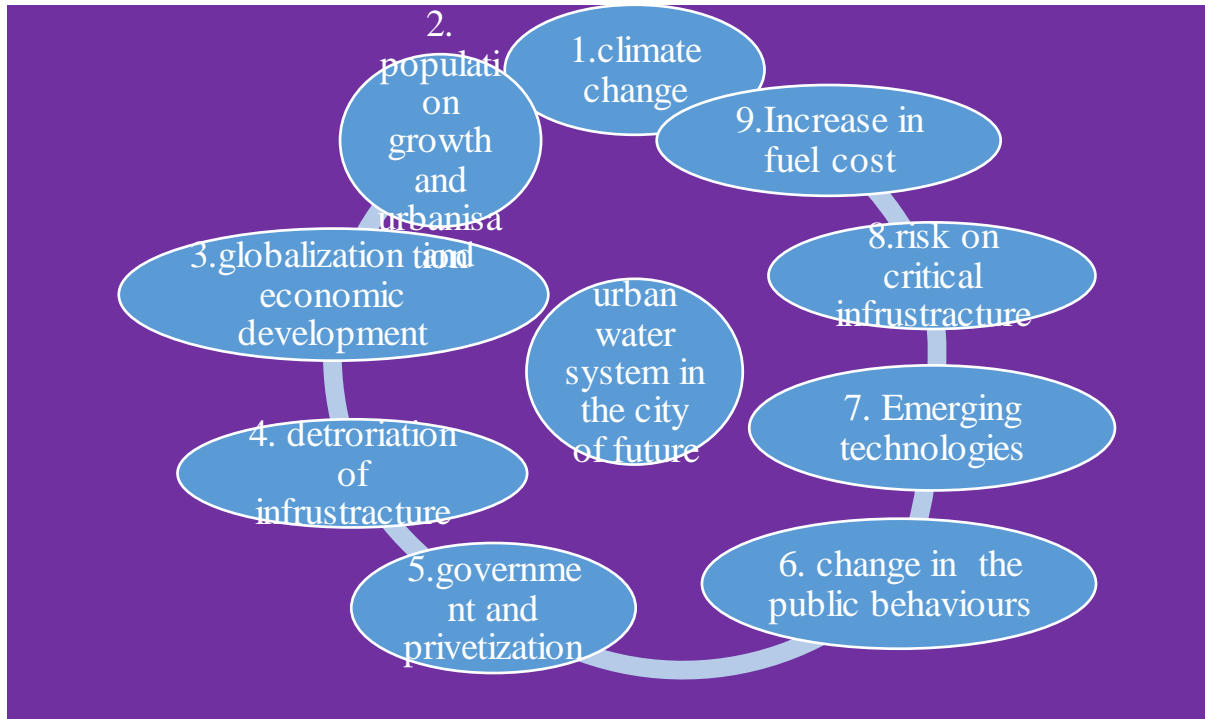 1.climate
change
2.
populati
on
growth
and
urbanisa
tion
3.globalization and
economic
development
4. detroriation
of
infrustracture
5.governme
nt and
privetization
6. change in  the
public behaviours
7. Emerging
technologies
8.risk on
critical
infrustracture
9.Increase in
fuel cost
urban
water
system in
the city
of future